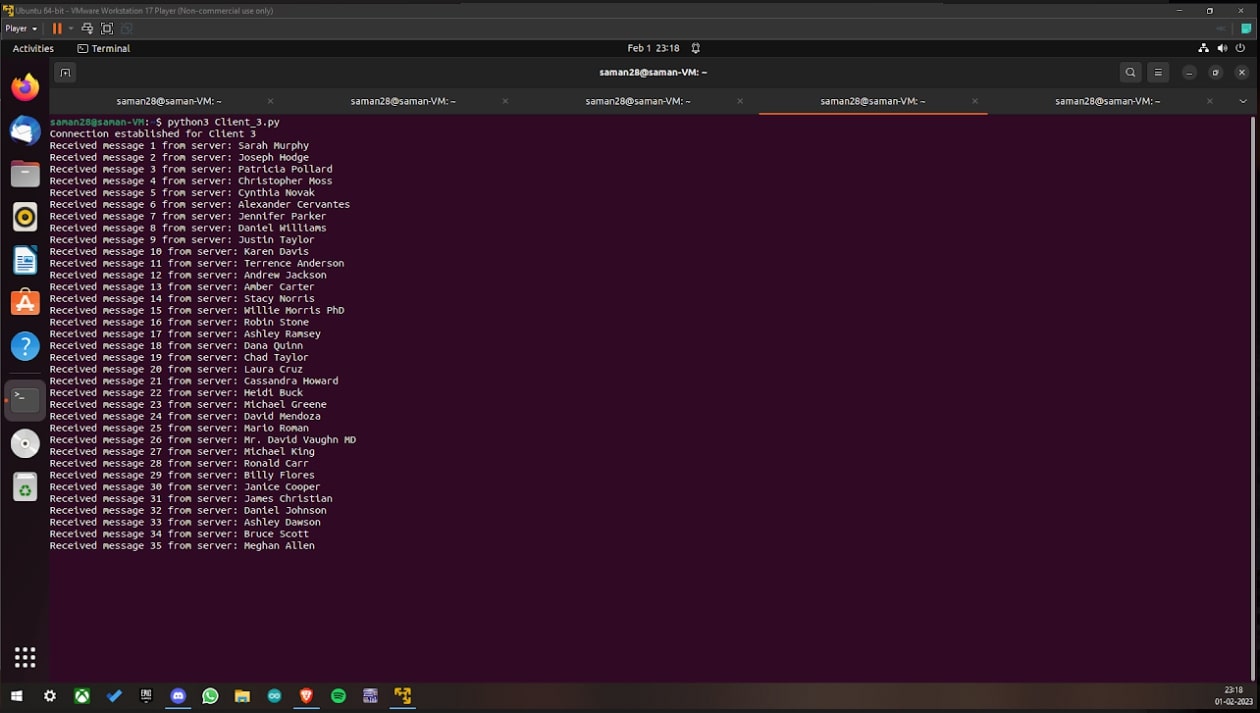 Ubuntu 64-bit - VMware Workstation 17 Player (Non-commercial use only)
Player
Activities Terminal Feb 1 23:18
saman28@saman-VM: ~
saman28@saman-VM: ~ saman28@saman-VM: ~ saman28@saman-VM: ~ saman28@saman-VM: ~ saman28@saman-VM: ~
saman28@saman-VM:~$ python3 Client_3.py
Connection established for Client 3
Received message 1 from server: Sarah Murphy
Received message 2 from server: Joseph Hodge
Received message 3 from server: Patricia Pollard
Received message 4 from server: Christopher Moss
Received message 5 from server: Cynthia Novak
Received message 6 from server: Alexander Cervantes
Received message 7 from server: Jennifer Parker
Received message 8 from server: Daniel Williams
Received message 9 from server: Justin Taylor
Received message 10 from server: Karen Davis
Received message 11 from server: Terrence Anderson
Received message 12 from server: Andrew Jackson
Received message 13 from server: Amber Carter
Received message 14 from server: Stacy Norris
Received message 15 from server: Willie Morris PhD
Received message 16 from server: Robin Stone
Received message 17 from server: Ashley Ramsey
Received message 18 from server: Dana Quinn
Received message 19 from server: Chad Taylor
Received message 20 from server: Laura Cruz
Received message 21 from server: Cassandra Howard
Received message 22 from server: Heidi Buck
Received message 23 from server: Michael Greene
Received message 24 from server: David Mendoza
Received message 25 from server: Mario Roman
Received message 26 from server: Mr. David Vaughn MD
Received message 27 from server: Michael King
Received message 28 from server: Ronald Carr
Received message 29 from server: Billy Flores
Received message 30 from server: Janice Cooper
Received message 31 from server: James Christian
Received message 32 from server: Daniel Johnson
Received message 33 from server: Ashley Dawson
Received message 34 from server: Bruce Scott
Received message 35 from server: Meghan Allen
23:18
01-02-2023